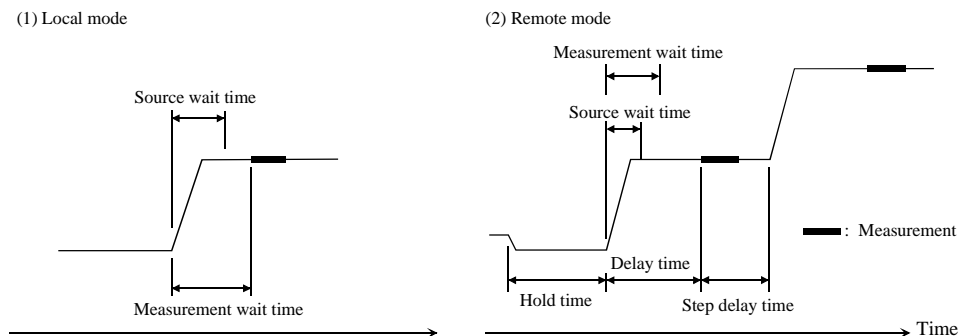 (1) Local mode
Source wait time
Measurement wait time
(2) Remote mode
Measurement wait time
Source wait time
: Measurement
Delay time
Hold time
Step delay time
Time